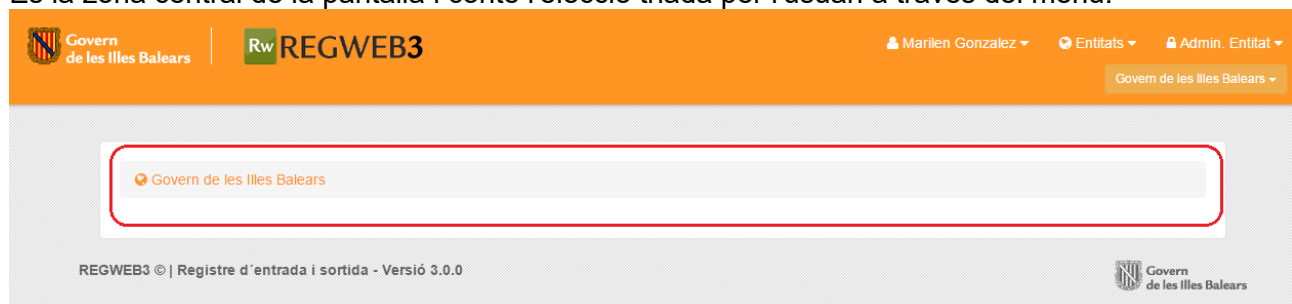 Es la zona central de la pantalla i conté l'elecció triada per l'usuari a través del menú.
Govern
de les Illes Balears
Rw REGWEB3
Marilen Gonzalez
Entitats
Admin. Entitat
Govern de les Illes Balears
Govern de les Illes Balears
REGWEB3 © | Registre d´entrada i sortida - Versió 3.0.0
Govern
de les Illes Balears